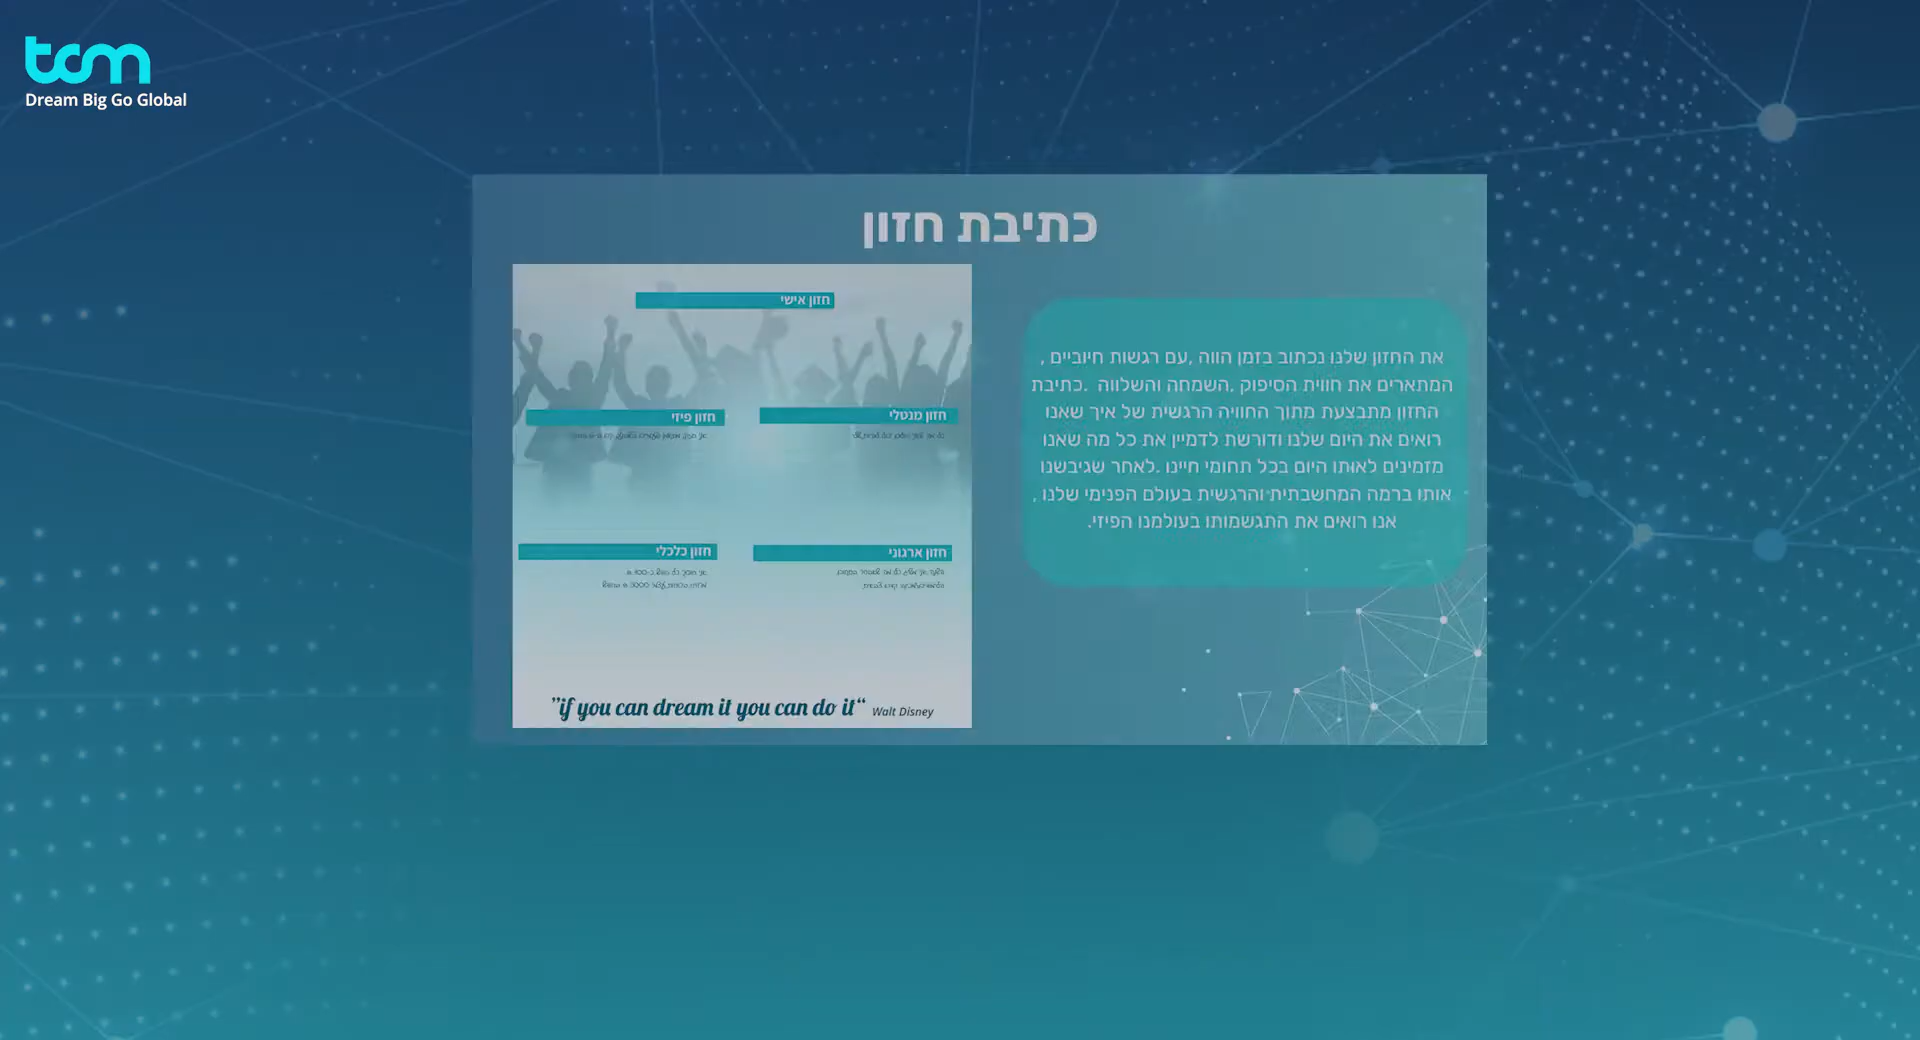 tcm
Dream Big Go Global
כתיבת חזון
את החזון שלנו נכתוב בזמן הווה ,עם רגשות חיוביים ,
המתארים את חווית הסיפוק ,השמחה והשלווה .כתיבת
החזון מתבצעת מתוך החוויה הרגשית של איך שאנו
רואים את היום שלנו ודורשת לדמיין את כל מה שאנו
מזמינים לאותו היום בכל תחומי חיינו .לאחר שגיבשנו
אותו ברמה המחשבתית והרגשית בעולם הפנימי שלנו ,
אנו רואים את התגשמותו בעולמנו הפיזי.
חזון אישי
חזון מנטלי
חזון פיזי
חזון ארגוני
חזון כלכלי
”if you can dream it you can do it“ Walt Disney